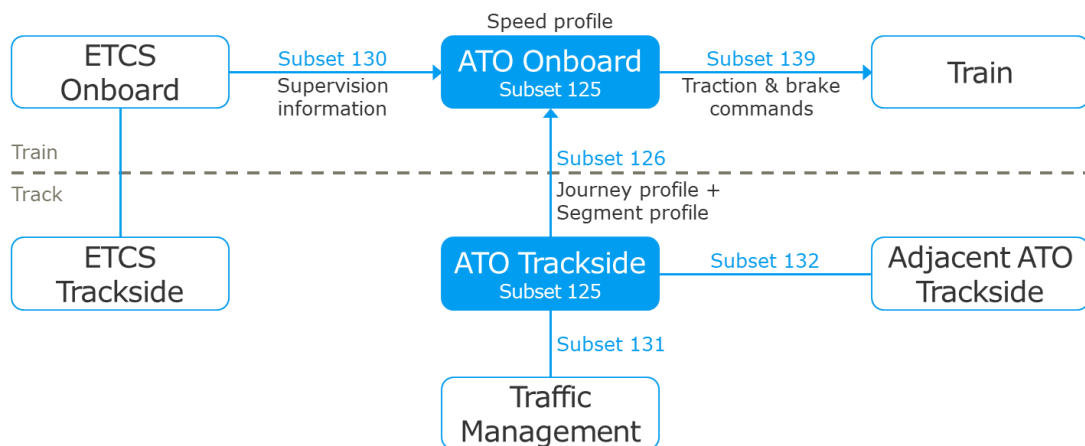 Speed profile
ETCS
Onboard
Subset 130
Supervision
information
ATO Onboard
Subset 125
Subset 139
Traction & brake
commands
Train
Train
Track
Subset 126
Journey profile +
Segment profile
ETCS
Trackside
ATO Trackside
Subset 125
Subset 132
Adjacent ATO
Trackside
Subset 131
Traffic
Management